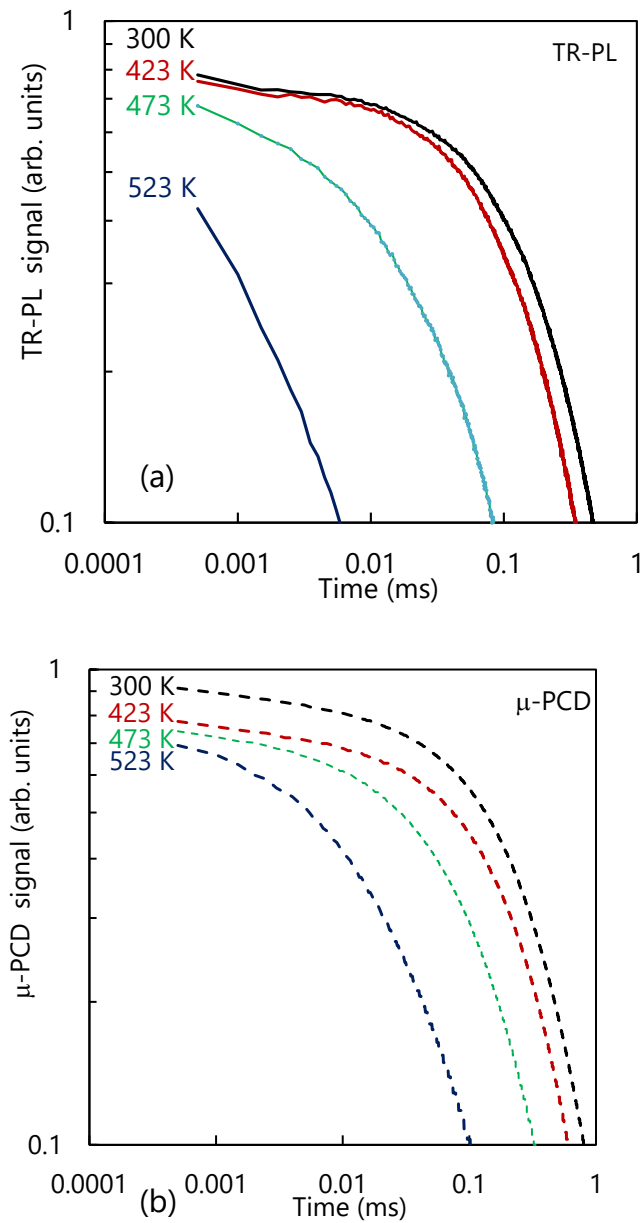 1
300 K
TR-PL
423 K
473 K
523 K
TR-PL signal (arb. units)
(a)
0.1
0.0001 0.001 0.01 0.1 1
Time (ms)
1
300 K
μ-PCD
423 K
473 K
523 K
μ-PCD signal (arb. units)
0.1
0.0001 0.001 0.01 0.1 1
(b) Time (ms)